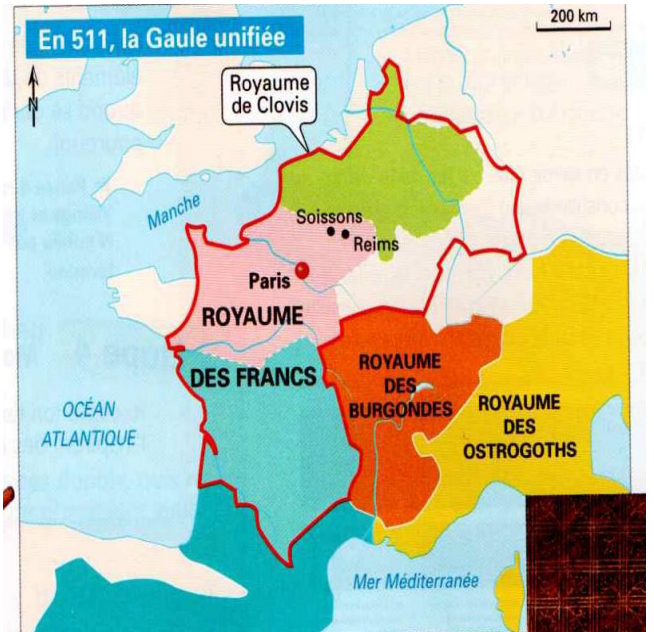 En 511, la Gaule unifiée
200 km
N
Royaume
de Clovis
Manche
Soissons
Reims
Paris
ROYAUME
DES FRANCS
ROYAUME
DES
BURGONDES
ROYAUME
DES
OSTROGOTHS
OCÉAN
ATLANTIQUE
Mer Méditerranée